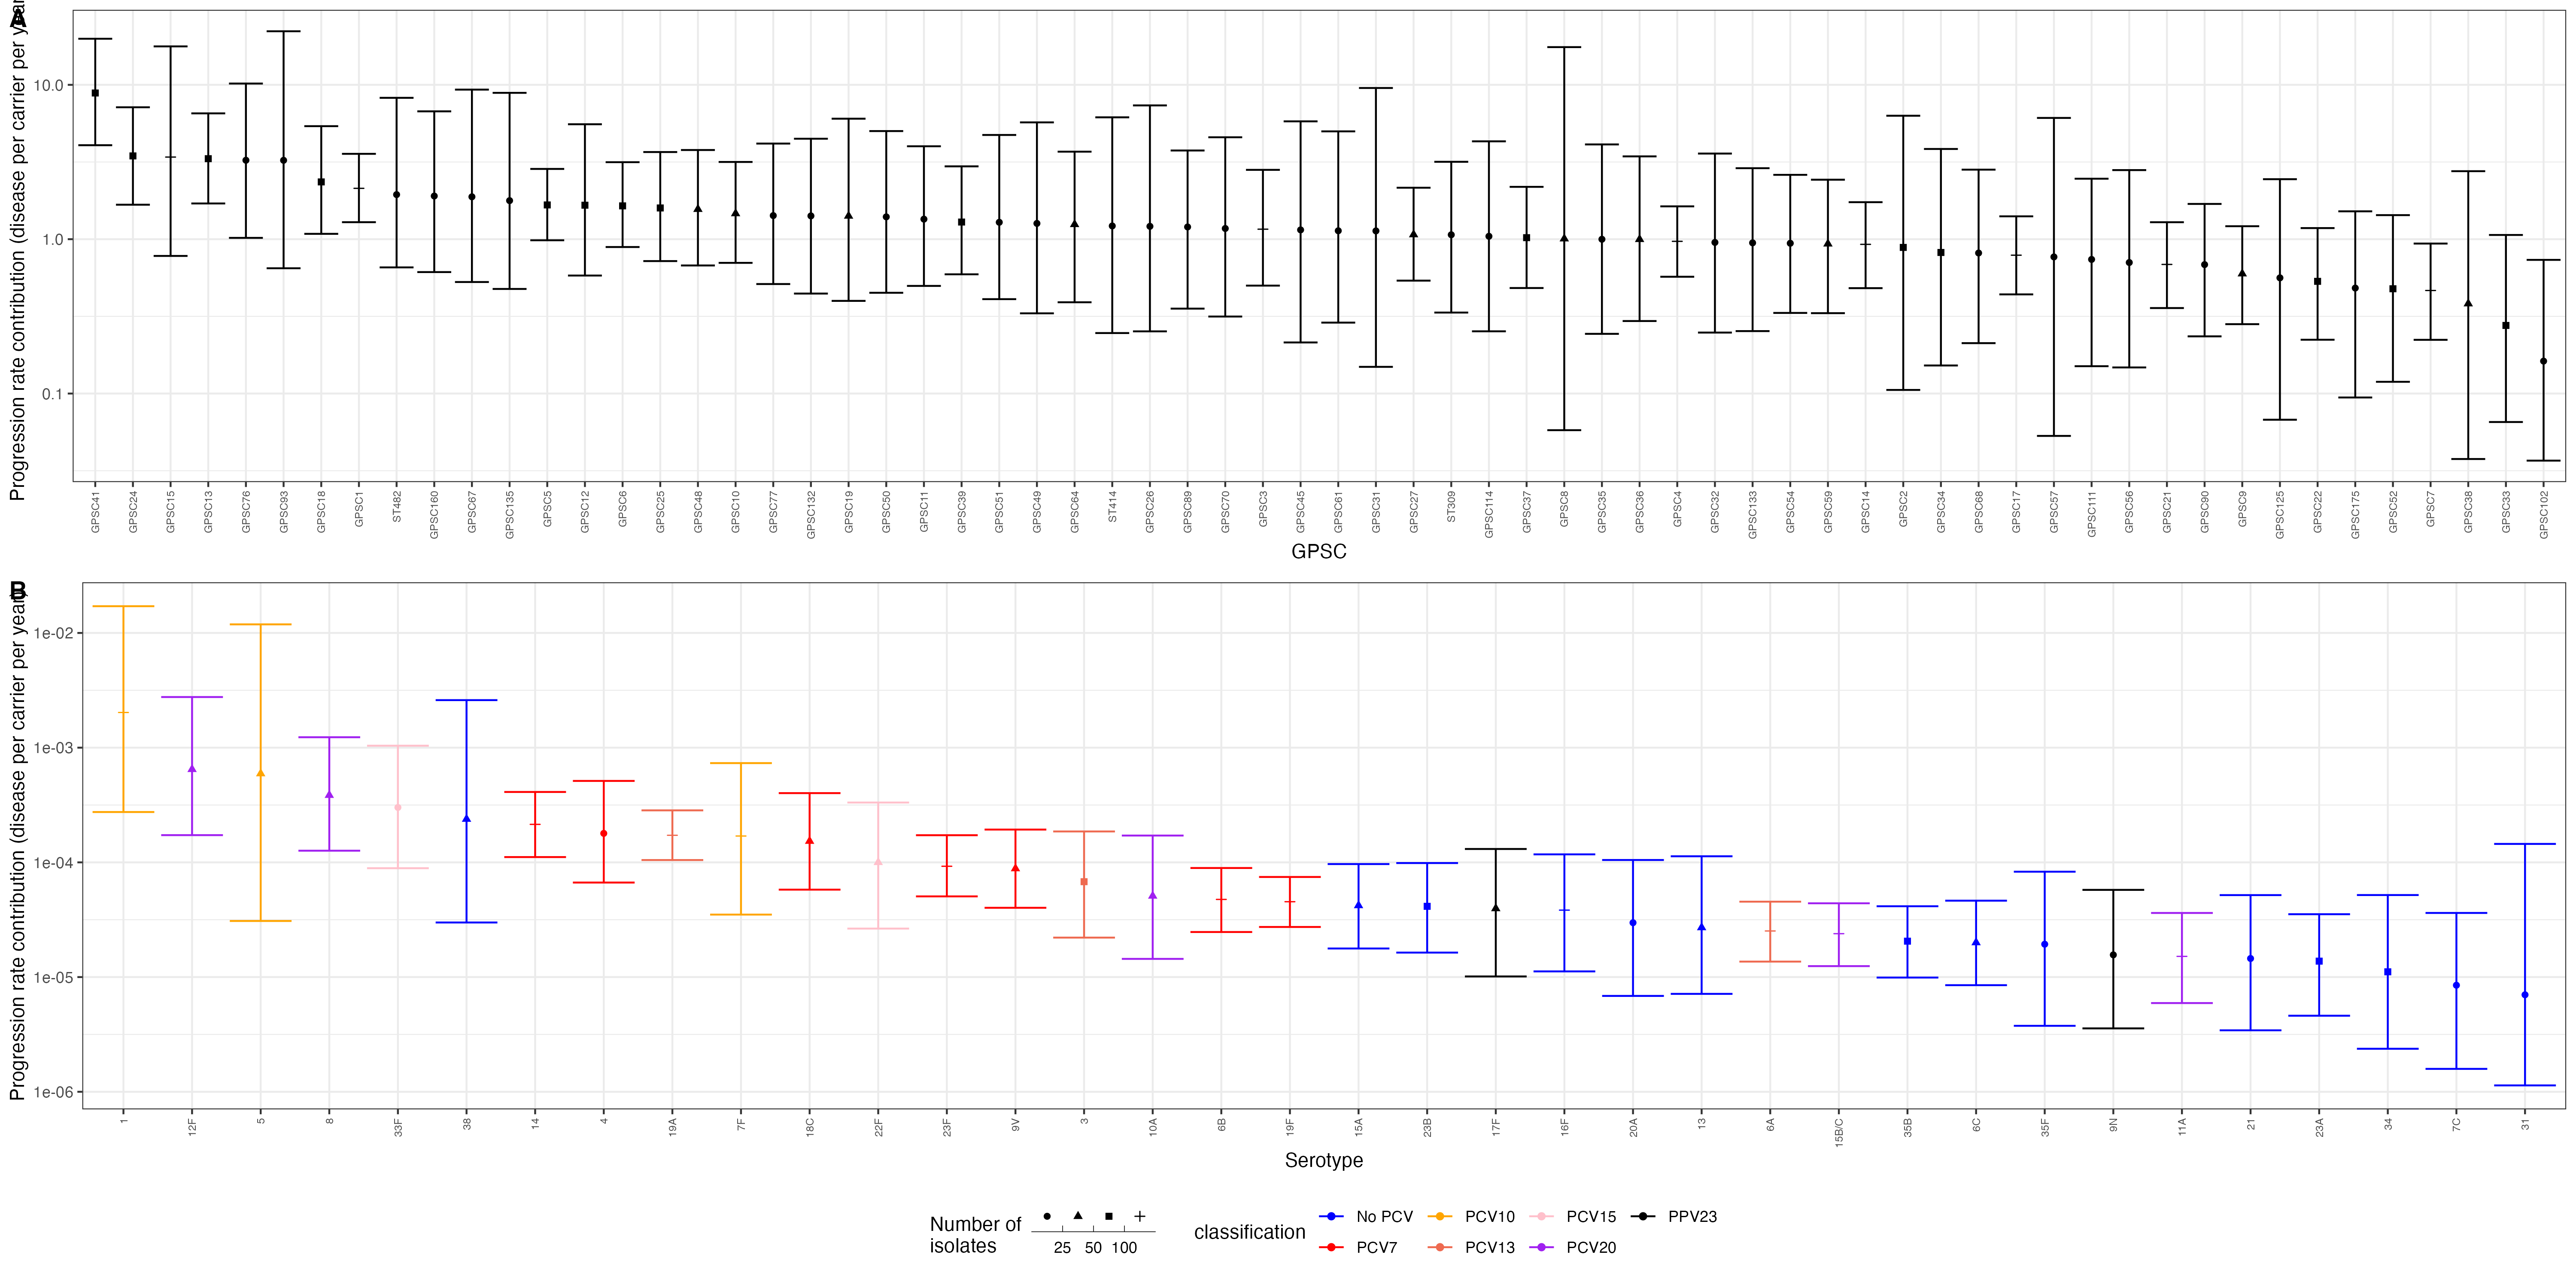 A
Progression rate contribution (disease per carrier per year)
10.0
1.0
0.1
GPSC41 GPSC24 GPSC15 GPSC13 GPSC76 GPSC93 GPSC18 GPSC1 ST482 GPSC160 GPSC67 GPSC135 GPSC5 GPSC12 GPSC6 GPSC25 GPSC48 GPSC10 GPSC77 GPSC132 GPSC19 GPSC50 GPSC11 GPSC39 GPSC51 GPSC49 GPSC64 ST414 GPSC26 GPSC89 GPSC70 GPSC3 GPSC45 GPSC61 GPSC31 GPSC27 ST309 GPSC114 GPSC37 GPSC8 GPSC35 GPSC36 GPSC4 GPSC32 GPSC133 GPSC54 GPSC59 GPSC14 GPSC2 GPSC34 GPSC68 GPSC17 GPSC57 GPSC111 GPSC56 GPSC21 GPSC90 GPSC9 GPSC125 GPSC22 GPSC175 GPSC52 GPSC7 GPSC38 GPSC33 GPSC102
GPSC
B
Progression rate contribution (disease per carrier per year)
1e-02
1e-03
1e-04
1e-05
1e-06
1 12F 5 8 33F 38 14 4 19A 7F 18C 22F 23F 9V 3 10A 6B 19F 15A 23B 17F 16F 20A 13 6A 15B/C 35B 6C 35F 9N 11A 21 23A 34 7C 31
Serotype
Number of
isolates
25 50 100
classification
No PCV PCV10 PCV15 PPV23
PCV7 PCV13 PCV20